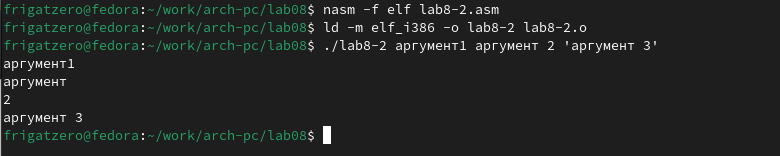 frigatzero@fedora:~/work/arch-pc/lab08$ nasm -f elf lab8-2.asm
frigatzero@fedora:~/work/arch-pc/lab08$ ld -m elf_i386 -o lab8-2 lab8-2.o
frigatzero@fedora:~/work/arch-pc/lab08$ ./lab8-2 аргумент1 аргумент 2 'аргумент 3'
аргумент1
аргумент
2
аргумент 3
frigatzero@fedora:~/work/arch-pc/lab08$